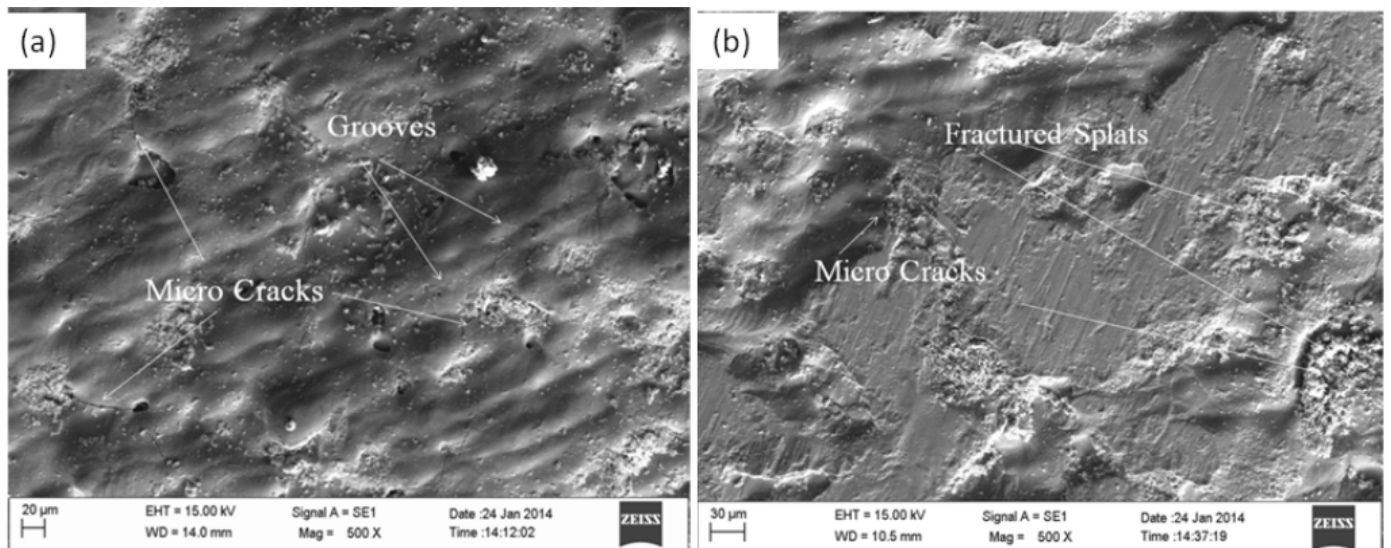 (a)
Grooves
Micro Cracks
20 µm
EHT = 15.00 kV
WD = 14.0 mm
Signal A = SE1
Mag = 500 X
Date :24 Jan 2014
Time :14:12:02
ZEISS
(b)
Fractured Splats
Micro Cracks
30 µm
EHT = 15.00 kV
WD = 10.5 mm
Signal A = SE1
Mag = 500 X
Date :24 Jan 2014
Time :14:37:19
ZEISS